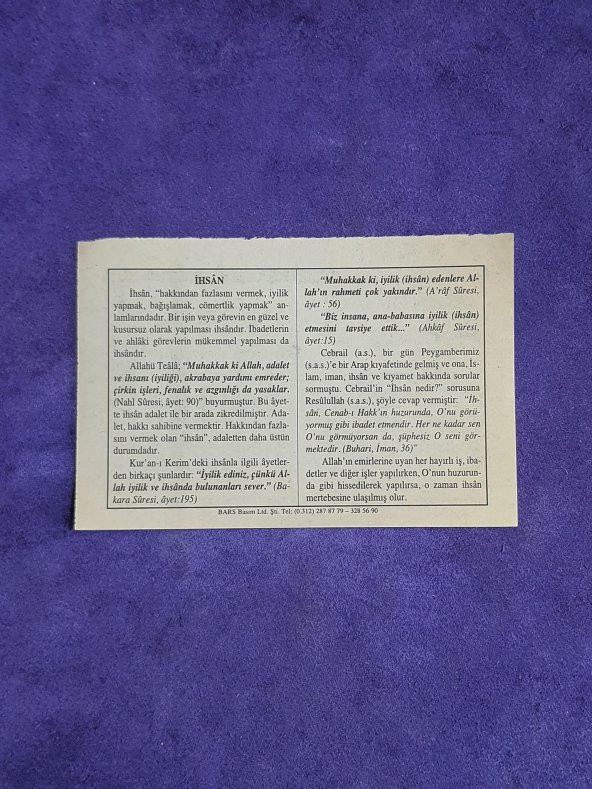 İHSÂN
İhsân, “hakkından fazlasını vermek, iyilik
yapmak, bağışlamak, cömertlik yapmak” an-
lamlarındadır. Bir işin veya görevin en güzel ve
kusursuz olarak yapılması ihsândır. İbadetlerin
ve ahlâki görevlerin mükemmel yapılması da
ihsândır.
Allahü Teâlâ; “Muhakkak ki Allah, adalet
ve ihsanı (iyiliği), akrabaya yardımı emreder;
çirkin işleri, fenalık ve azgınlığı da yasaklar.
(Nahl Sûresi, âyet: 90)” buyurmuştur. Bu âyet-
te ihsân adalet ile bir arada zikredilmiştir. Ada-
let, hakkı sahibine vermektir. Hakkından fazla-
sını vermek olan “ihsân”, adaletten daha üstün
durumdadır.
Kur'an-ı Kerim'deki ihsânla ilgili âyetler-
den birkaçı şunlardır: “İyilik ediniz, çünkü Al-
lah iyilik ve ihsânda bulunanları sever.” (Ba-
kara Sûresi, âyet:195)
“Muhakkak ki, iyilik (ihsân) edenlere Al-
lah'ın rahmeti çok yakındır.” (A'râf Sûresi,
âyet : 56)
“Biz insana, ana-babasına iyilik (ihsân)
etmesini tavsiye ettik...” (Ahkâf Sûresi,
âyet:15)
Cebrail (a.s.), bir gün Peygamberimiz
(s.a.s.)'e bir Arap kıyafetinde gelmiş ve ona, İs-
lam, iman, ihsân ve kıyamet hakkında sorular
sormuştu. Cebrail'in “İhsân nedir?” sorusuna
Resûlullah (s.a.s.), şöyle cevap vermiştir: “İh-
sân, Cenab-ı Hakk'ın huzurunda, O'nu görü-
yormuş gibi ibadet etmendir. Her ne kadar sen
O'nu görmüyorsan da, şüphesiz O seni gör-
mektedir. (Buhari, İman, 36)”
Allah'ın emirlerine uyan her hayırlı iş, iba-
detler ve diğer işler yapılırken, O'nun huzurun-
da gibi hissedilerek yapılırsa, o zaman ihsân
mertebesine ulaşılmış olur.
BARS Basım Ltd. Şti. Tel: (0.312) 287 87 79 – 328 56 90